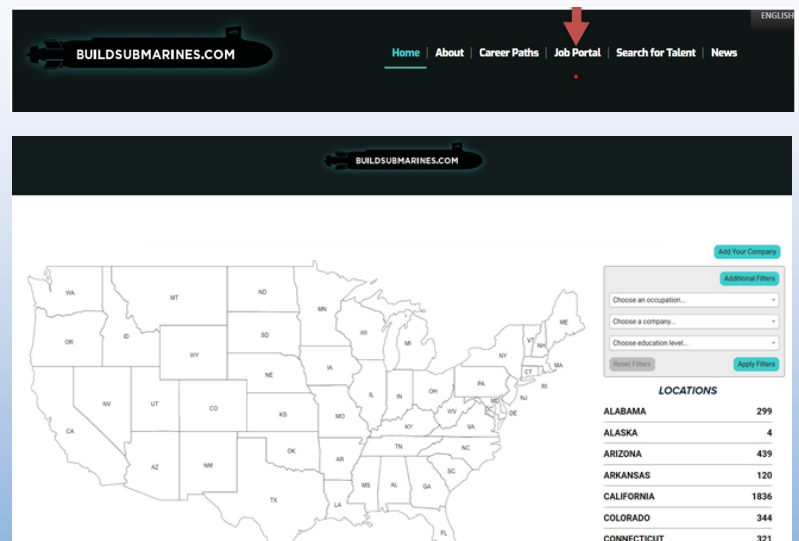 ENGLISH
BUILDSUBMARINES.COM
Home | About | Career Paths | Job Portal | Search for Talent | News
BUILDSUBMARINES.COM
Add Your Company
Additional Filters
Choose an occupation...
Choose a company...
Choose education level...
Reset Filters Apply Filters
LOCATIONS
ALABAMA 299
ALASKA 4
ARIZONA 439
ARKANSAS 120
CALIFORNIA 1836
COLORADO 344
CONNECTICUT 321
WA
MT
ND
MN
ME
OR
ID
SD
WI
MI
VT
NH
NY
WY
IA
MA
CT
RI
NE
PA
NJ
NV
UT
CO
IL
IN
OH
MD
DC
DE
WV
KS
MO
KY
VA
CA
OK
TN
NC
AZ
NM
AR
SC
MS
AL
GA
TX
LA
FL